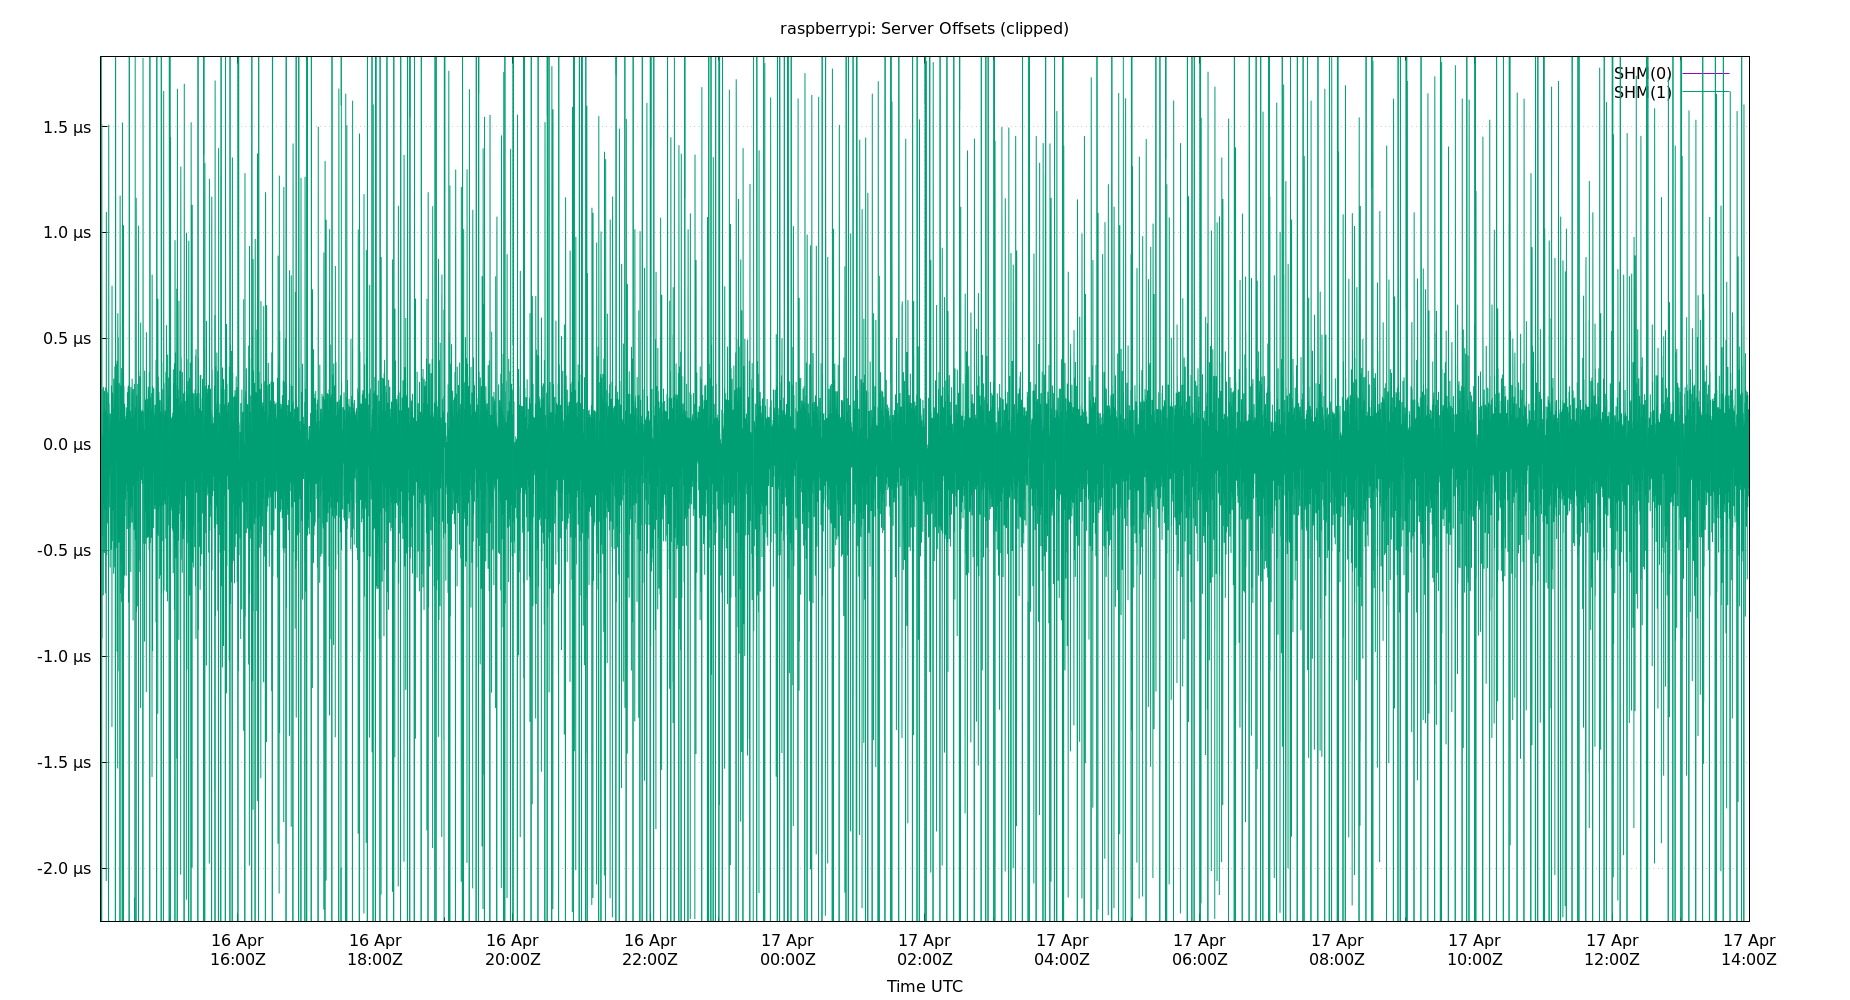 raspberrypi: Server Offsets (clipped)
SHM(0)
SHM(1)
1.5 µs
1.0 µs
0.5 µs
0.0 µs
-0.5 µs
-1.0 µs
-1.5 µs
-2.0 µs
16 Apr 16 Apr 16 Apr 16 Apr 17 Apr 17 Apr 17 Apr 17 Apr 17 Apr 17 Apr 17 Apr 17 Apr
16:00Z 18:00Z 20:00Z 22:00Z 00:00Z 02:00Z 04:00Z 06:00Z 08:00Z 10:00Z 12:00Z 14:00Z
Time UTC